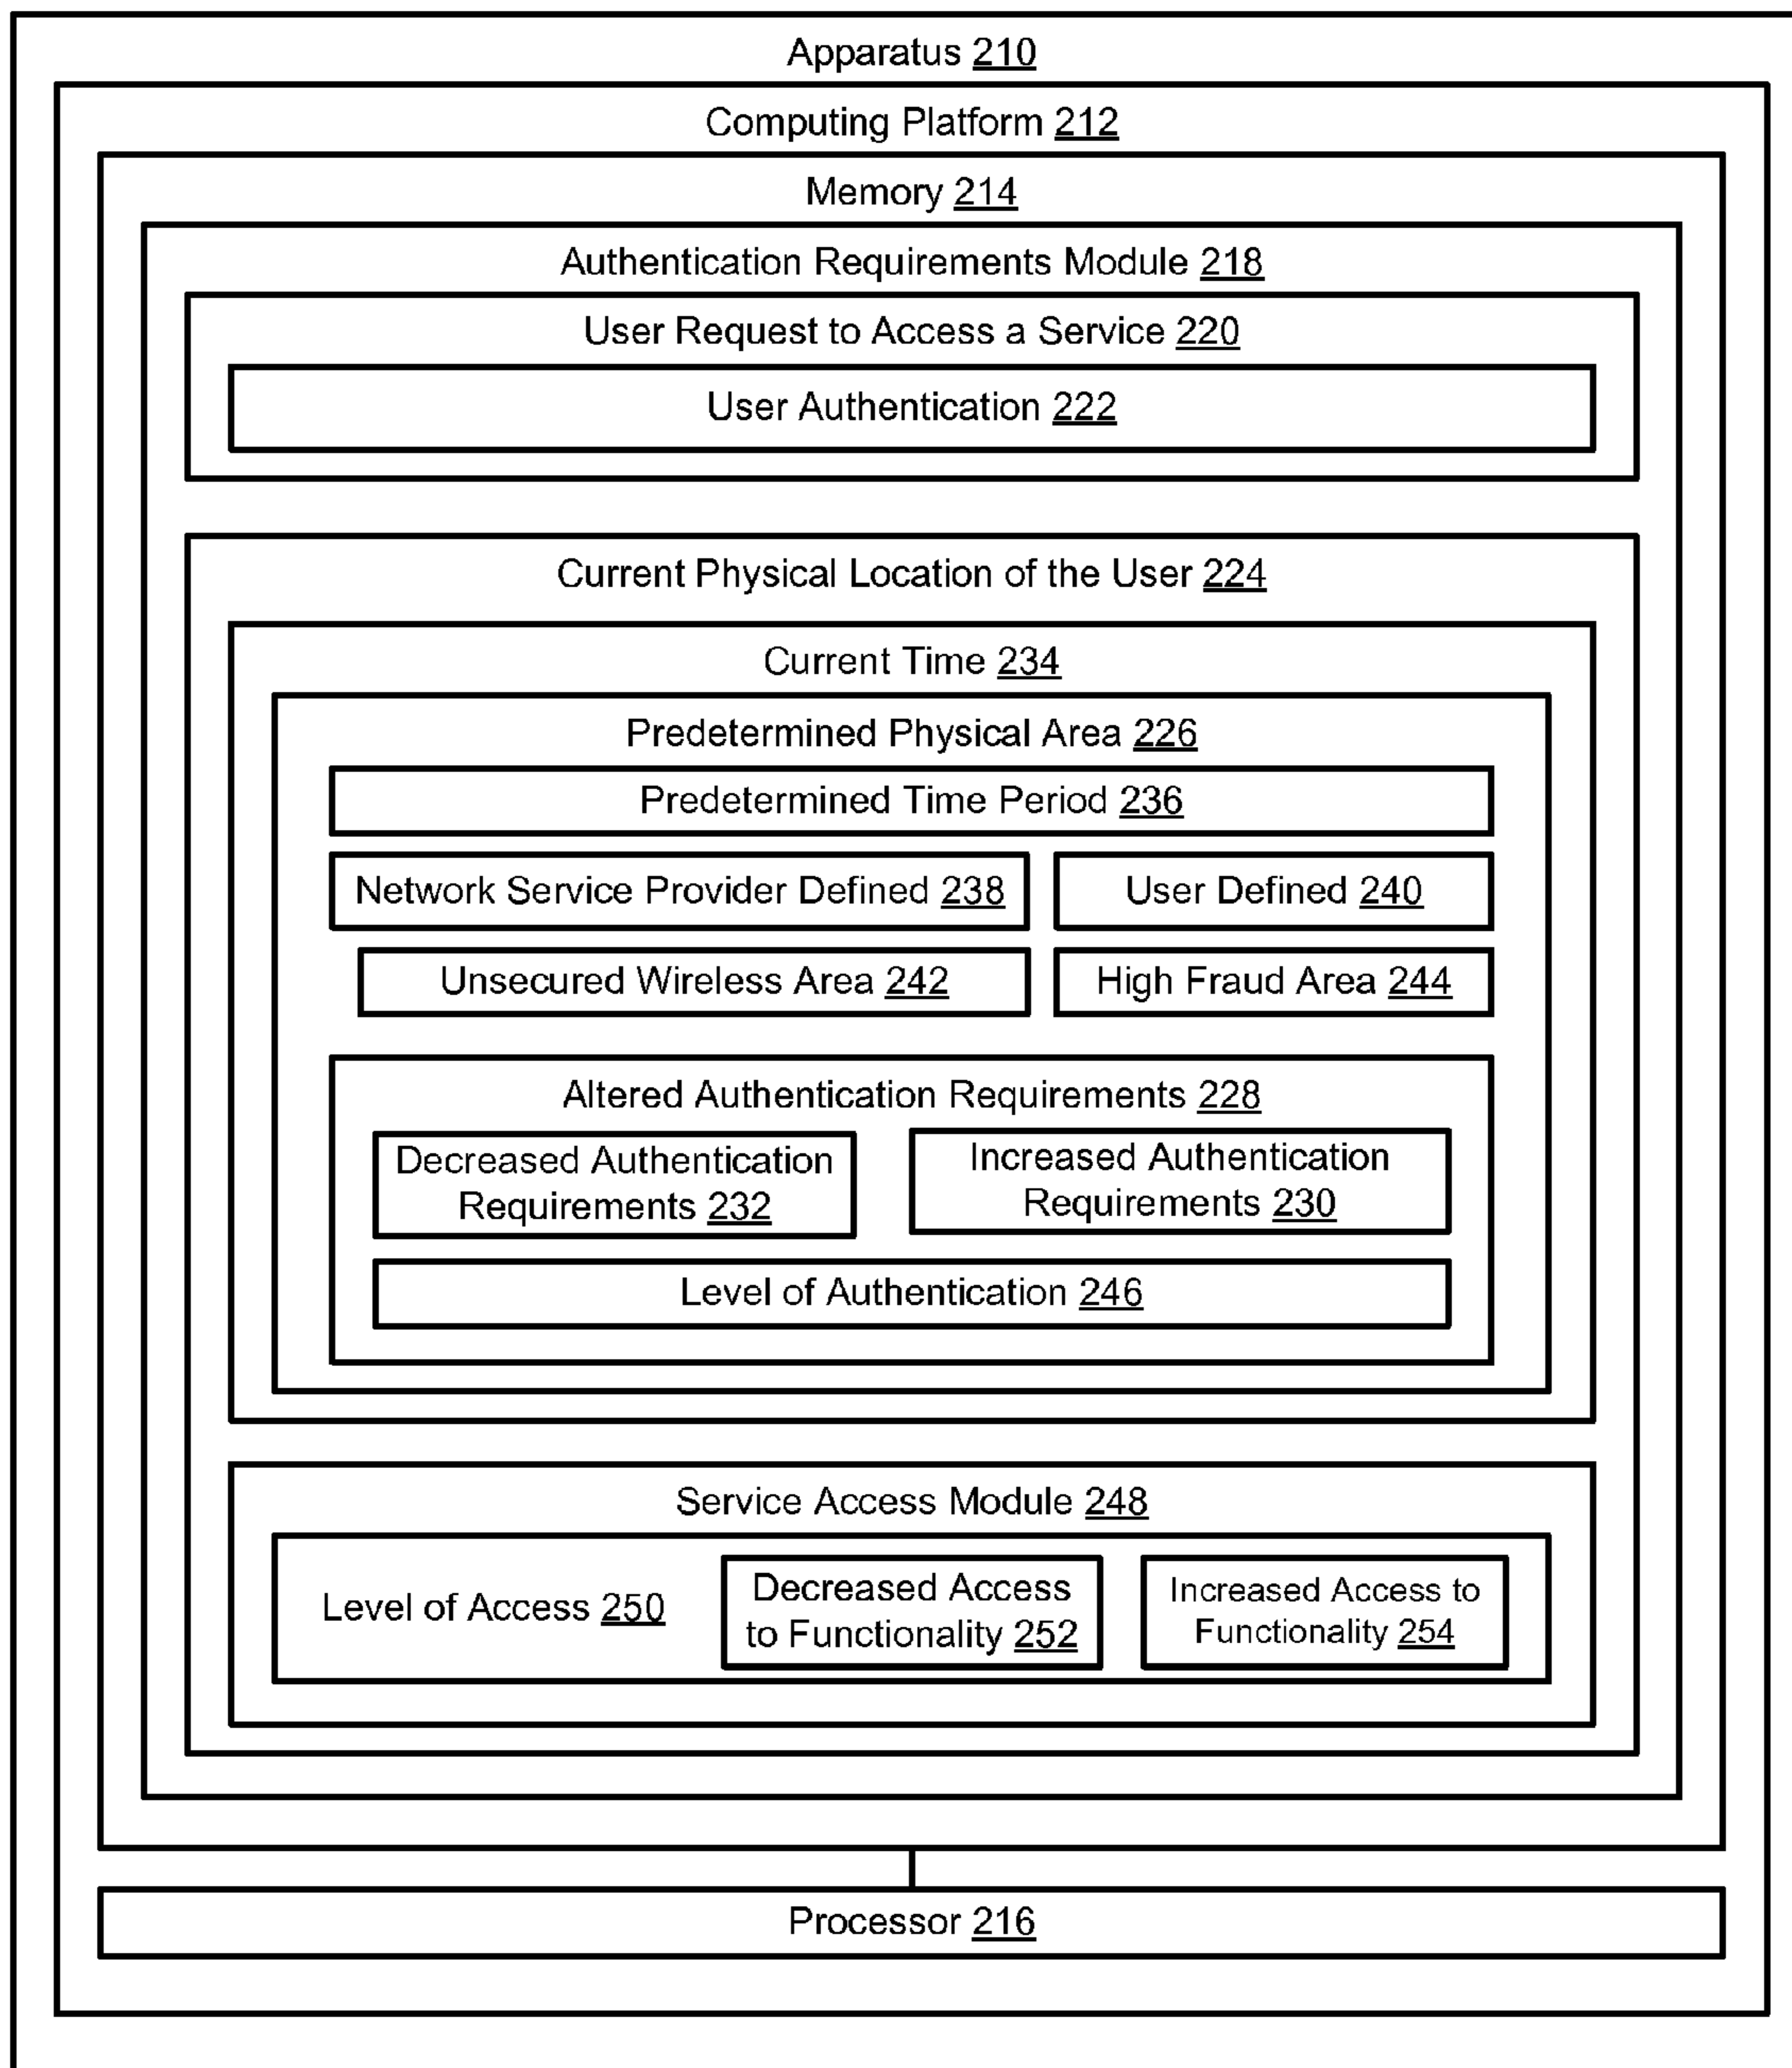 Apparatus 210
Computing Platform 212
Memory 214
Authentication Requirements Module 218
User Request to Access a Service 220
User Authentication 222
Current Physical Location of the User 224
Current Time 234
Predetermined Physical Area 226
Predetermined Time Period 236
Network Service Provider Defined 238
User Defined 240
Unsecured Wireless Area 242
High Fraud Area 244
Altered Authentication Requirements 228
Decreased Authentication
Requirements 232
Increased Authentication
Requirements 230
Level of Authentication 246
Service Access Module 248
Level of Access 250
Decreased Access
to Functionality 252
Increased Access to
Functionality 254
Processor 216